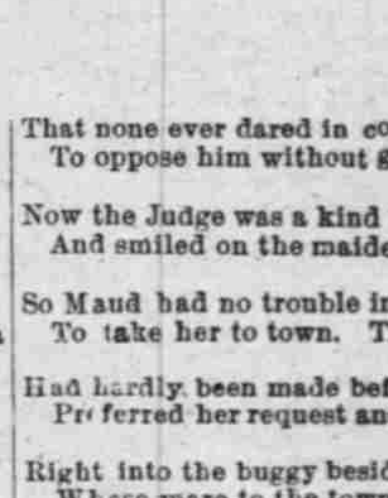 That none ever dared in co
To oppose him without
Now the Judge was a kind
And smiled on the maide
So Maud had no trouble in
To take her to town. T
Had hardly been made bef
Preferred her request an
Right into the buggy besid